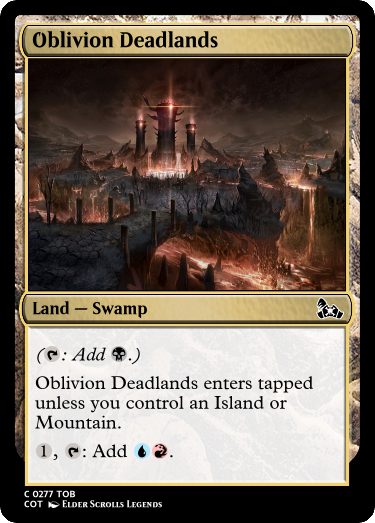 Oblivion Deadlands
Land — Swamp
(: Add .)
Oblivion Deadlands enters tapped
unless you control an Island or
Mountain.
1, : Add .
C 0277 TOB
COT Elder Scrolls Legends